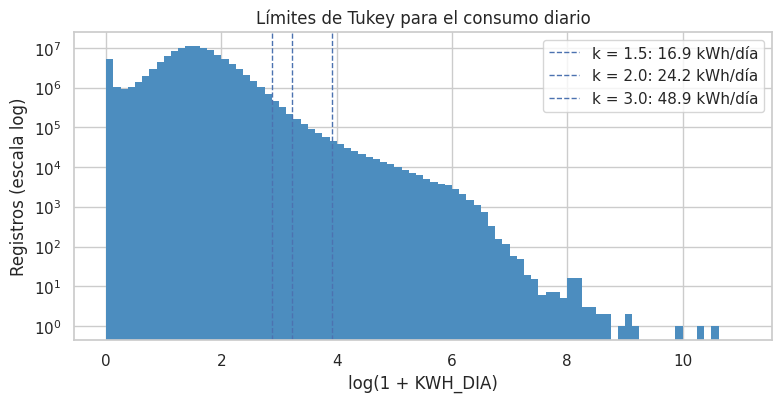 Límites de Tukey para el consumo diario
k = 1.5: 16.9 kWh/día
k = 2.0: 24.2 kWh/día
k = 3.0: 48.9 kWh/día
Registros (escala log)
10⁷
10⁶
10⁵
10⁴
10³
10²
10¹
10⁰
0 2 4 6 8 10
log(1 + KWH_DIA)